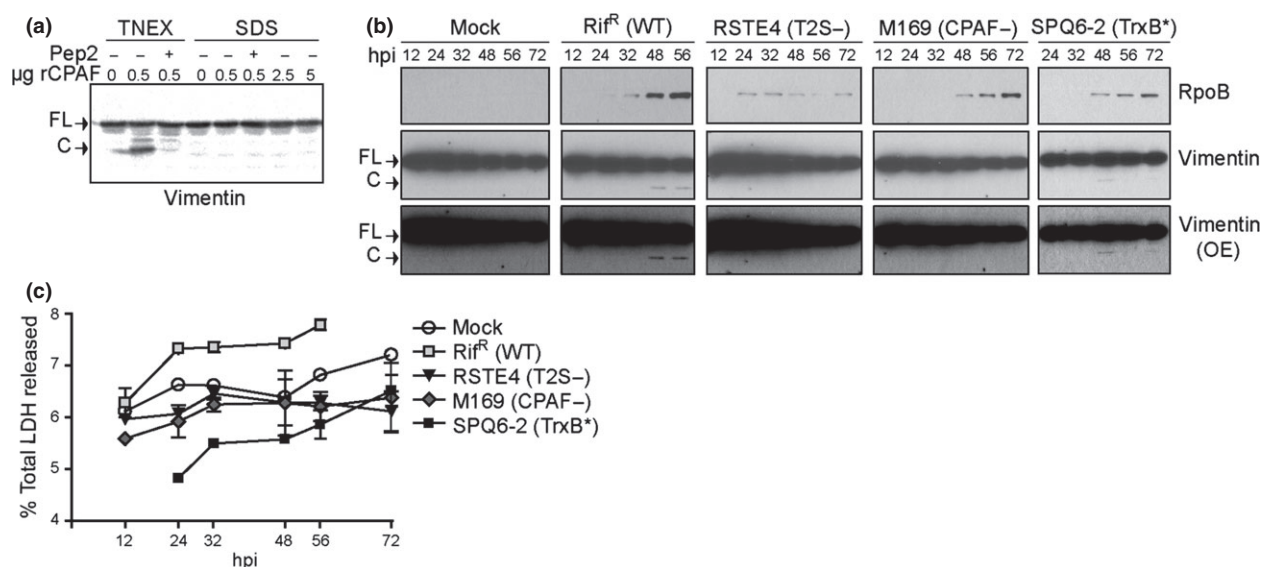 (a)
TNEX SDS
Pep2 – – + – – + – –
µg rCPAF 0 0.5 0.5 0 0.5 0.5 2.5 5
FL
C
Vimentin
(b)
Mock Rif^R (WT) RSTE4 (T2S–) M169 (CPAF–) SPQ6-2 (TrxB*)
hpi 12 24 32 48 56 72 12 24 32 48 56 12 24 32 48 56 72 12 24 32 48 56 72 24 32 48 56 72
RpoB
FL
C
Vimentin
FL
C
Vimentin
(OE)
(c)
% Total LDH released
8
7
6
5
4
12 24 32 48 56 72
hpi
Mock
Rif^R (WT)
RSTE4 (T2S–)
M169 (CPAF–)
SPQ6-2 (TrxB*)